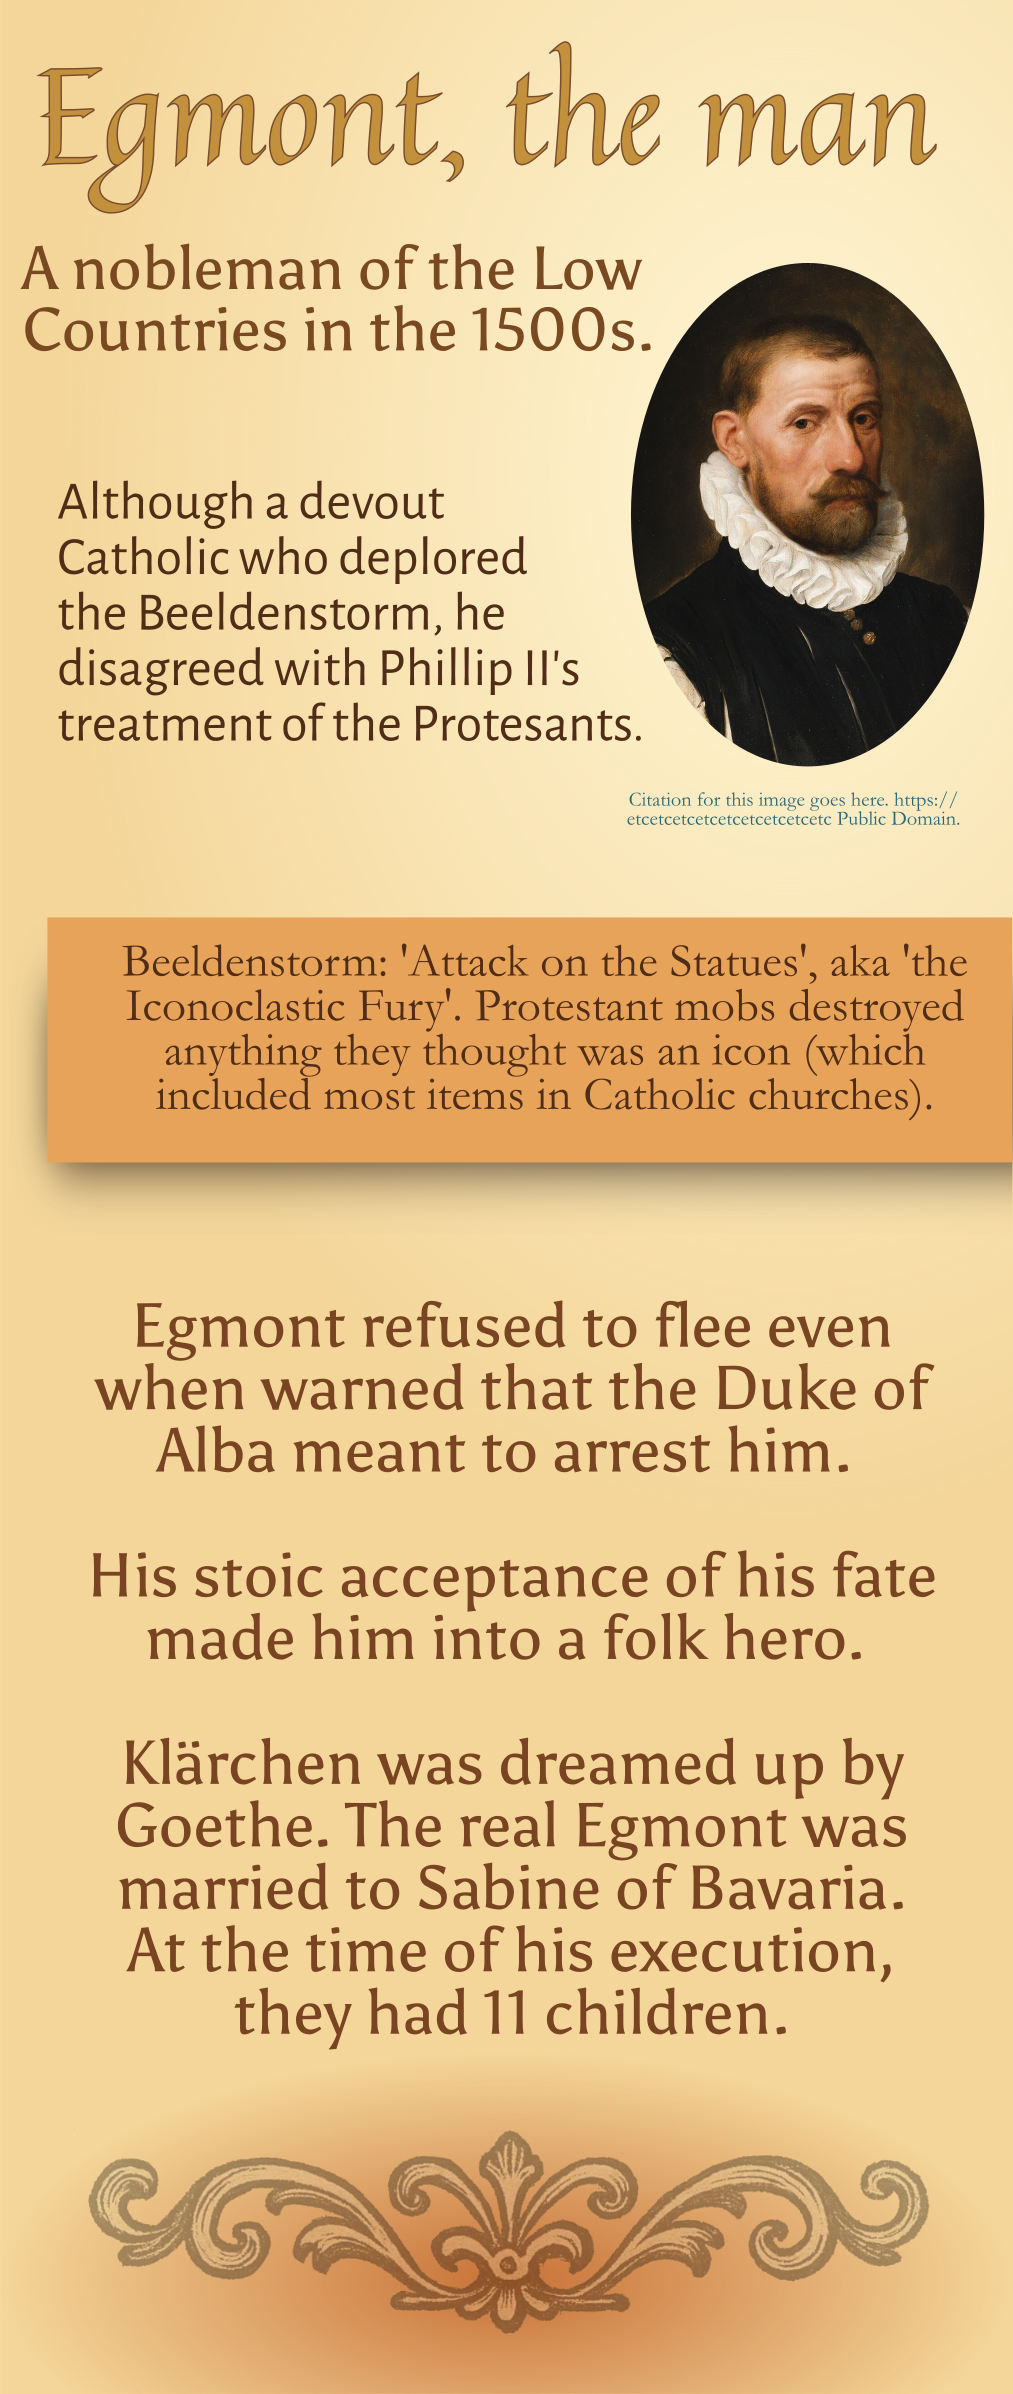 Egmont, the man
A nobleman of the Low
Countries in the 1500s.
Although a devout
Catholic who deplored
the Beeldenstorm, he
disagreed with Phillip II's
treatment of the Protesants.
Citation for this image goes here. https://
etcetcetcetcetcetcetcetcetc Public Domain.
Beeldenstorm: 'Attack on the Statues', aka 'the
Iconoclastic Fury'. Protestant mobs destroyed
anything they thought was an icon (which
included most items in Catholic churches).
Egmont refused to flee even
when warned that the Duke of
Alba meant to arrest him.
His stoic acceptance of his fate
made him into a folk hero.
Klärchen was dreamed up by
Goethe. The real Egmont was
married to Sabine of Bavaria.
At the time of his execution,
they had 11 children.